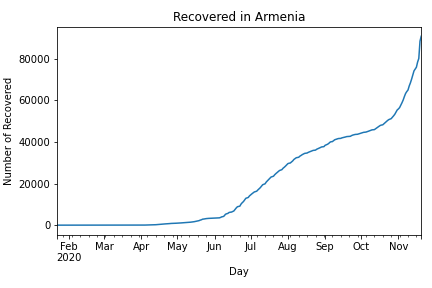 Recovered in Armenia
Number of Recovered
80000
60000
40000
20000
0
Feb Mar Apr May Jun Jul Aug Sep Oct Nov
2020
Day